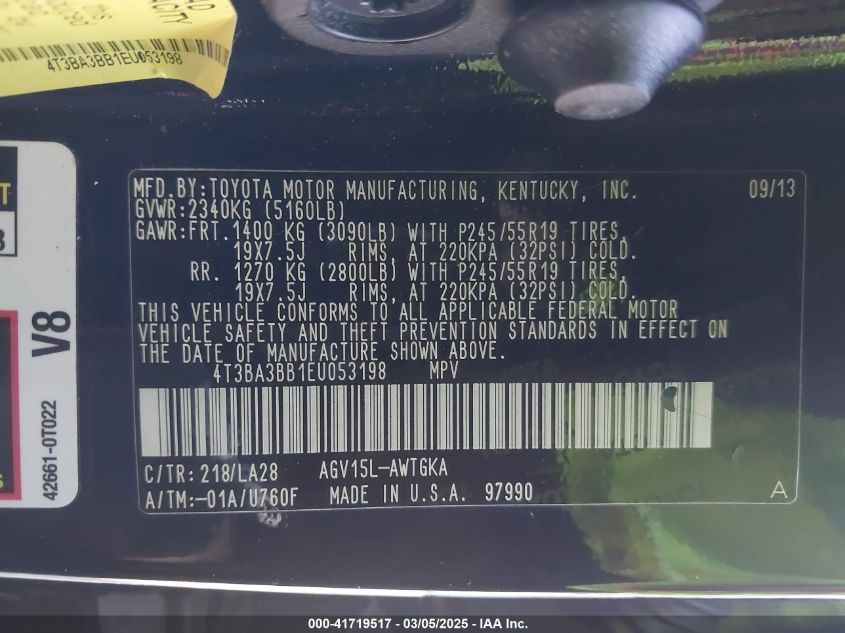 4T3BA3BB1EU053198
MFD.BY:TOYOTA MOTOR MANUFACTURING, KENTUCKY, INC. 09/13
GVWR:2340KG (5160LB)
GAWR:FRT. 1400 KG (3090LB) WITH P245/55R19 TIRES,
19X7.5J RIMS, AT 220KPA (32PSI) COLD.
RR. 1270 KG (2800LB) WITH P245/55R19 TIRES,
19X7.5J RIMS, AT 220KPA (32PSI) COLD.
THIS VEHICLE CONFORMS TO ALL APPLICABLE FEDERAL MOTOR
VEHICLE SAFETY AND THEFT PREVENTION STANDARDS IN EFFECT ON
THE DATE OF MANUFACTURE SHOWN ABOVE.
4T3BA3BB1EU053198 MPV
C/TR:218/LA28 AGV15L-AWTGKA
A/TM:-01A/U760F MADE IN U.S.A. 97990 A
V8
42661-0T022
000-41719517 - 03/05/2025 - IAA Inc.